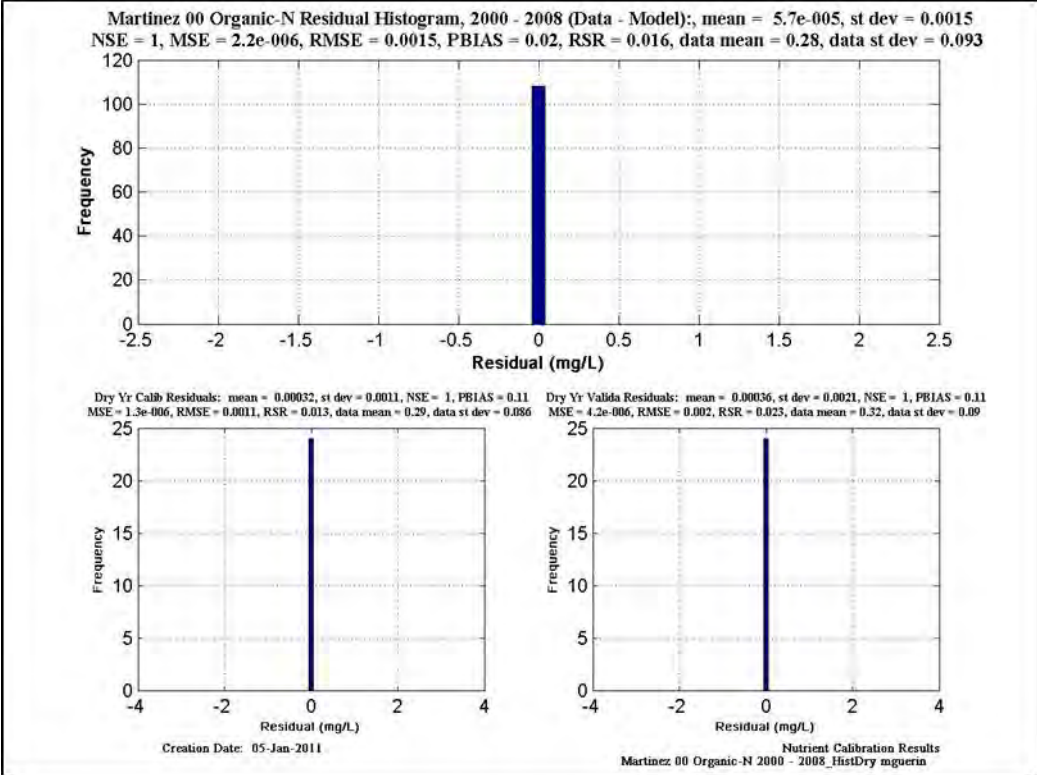 Martinez 00 Organic-N Residual Histogram, 2000 - 2008 (Data - Model):, mean = 5.7e-005, st dev = 0.0015
NSE = 1, MSE = 2.2e-006, RMSE = 0.0015, PBIAS = 0.02, RSR = 0.016, data mean = 0.28, data st dev = 0.093
120
100
80
60
40
20
0
Frequency
-2.5 -2 -1.5 -1 -0.5 0 0.5 1 1.5 2 2.5
Residual (mg/L)
Dry Yr Calib Residuals: mean = 0.00032, st dev = 0.0011, NSE = 1, PBIAS = 0.11
MSE = 1.3e-006, RMSE = 0.0011, RSR = 0.013, data mean = 0.29, data st dev = 0.086
25
20
15
10
5
0
Frequency
-4 -2 0 2 4
Residual (mg/L)
Dry Yr Valida Residuals: mean = 0.00036, st dev = 0.0021, NSE = 1, PBIAS = 0.11
MSE = 4.2e-006, RMSE = 0.002, RSR = 0.023, data mean = 0.32, data st dev = 0.09
25
20
15
10
5
0
Frequency
-4 -2 0 2 4
Residual (mg/L)
Creation Date: 05-Jan-2011
Nutrient Calibration Results
Martinez 00 Organic-N 2000 - 2008_HistDry mguerin